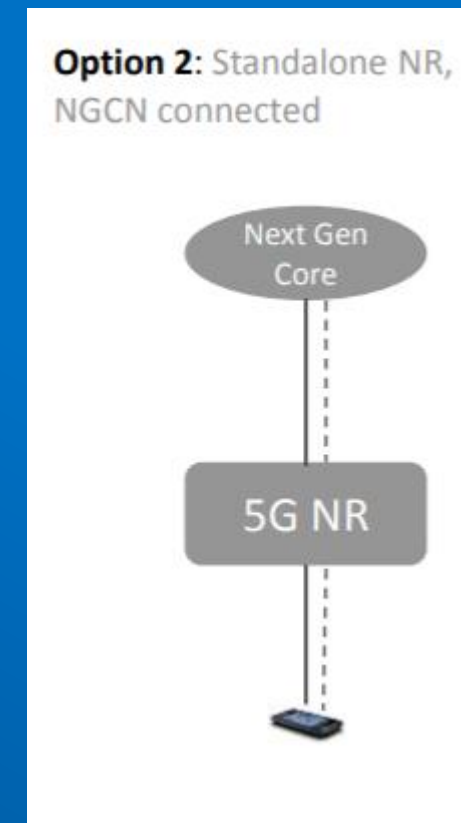 Option 2: Standalone NR,
NGCN connected
Next Gen
Core
5G NR